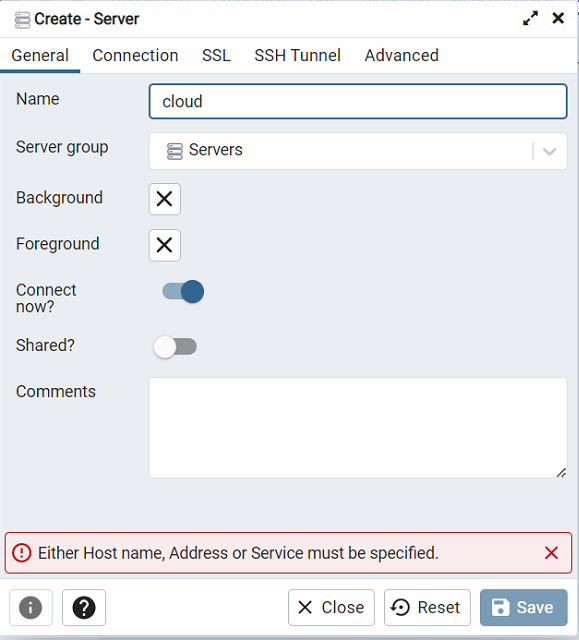 Create - Server
General Connection SSL SSH Tunnel Advanced
Name cloud
Server group Servers
Background
Foreground
Connect
now?
Shared?
Comments
Either Host name, Address or Service must be specified.
Close Reset Save